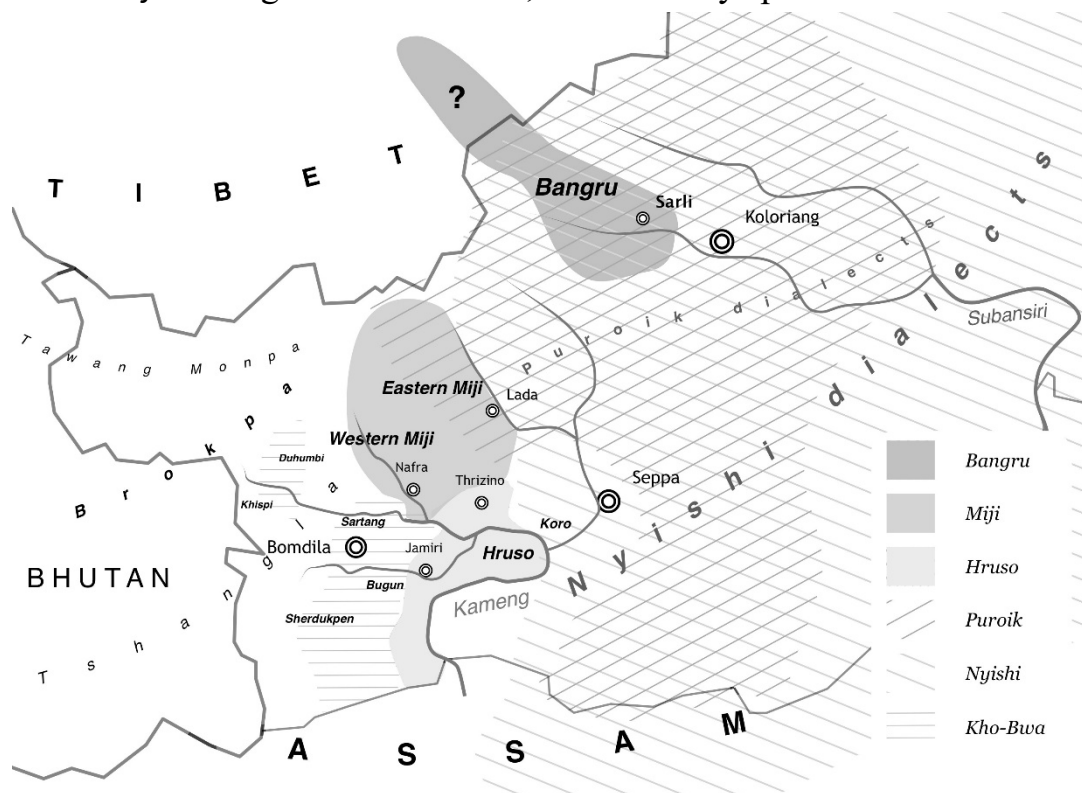 ?
TIBET
Bangru
Sarli
Koloriang
Puroik dialects
Subansiri
Tawang Monpa
Eastern Miji
Lada
Brokpa
Western Miji
Duhumbi
Nafra
Thrizino
Seppa
Nyishi dialects
Khispi
Sartang
Koro
Bomdila
Jamiri
Hruso
BHUTAN
Bugun
Kameng
Sherdukpen
Tshangla
ASSAM
Bangru
Miji
Hruso
Puroik
Nyishi
Kho-Bwa